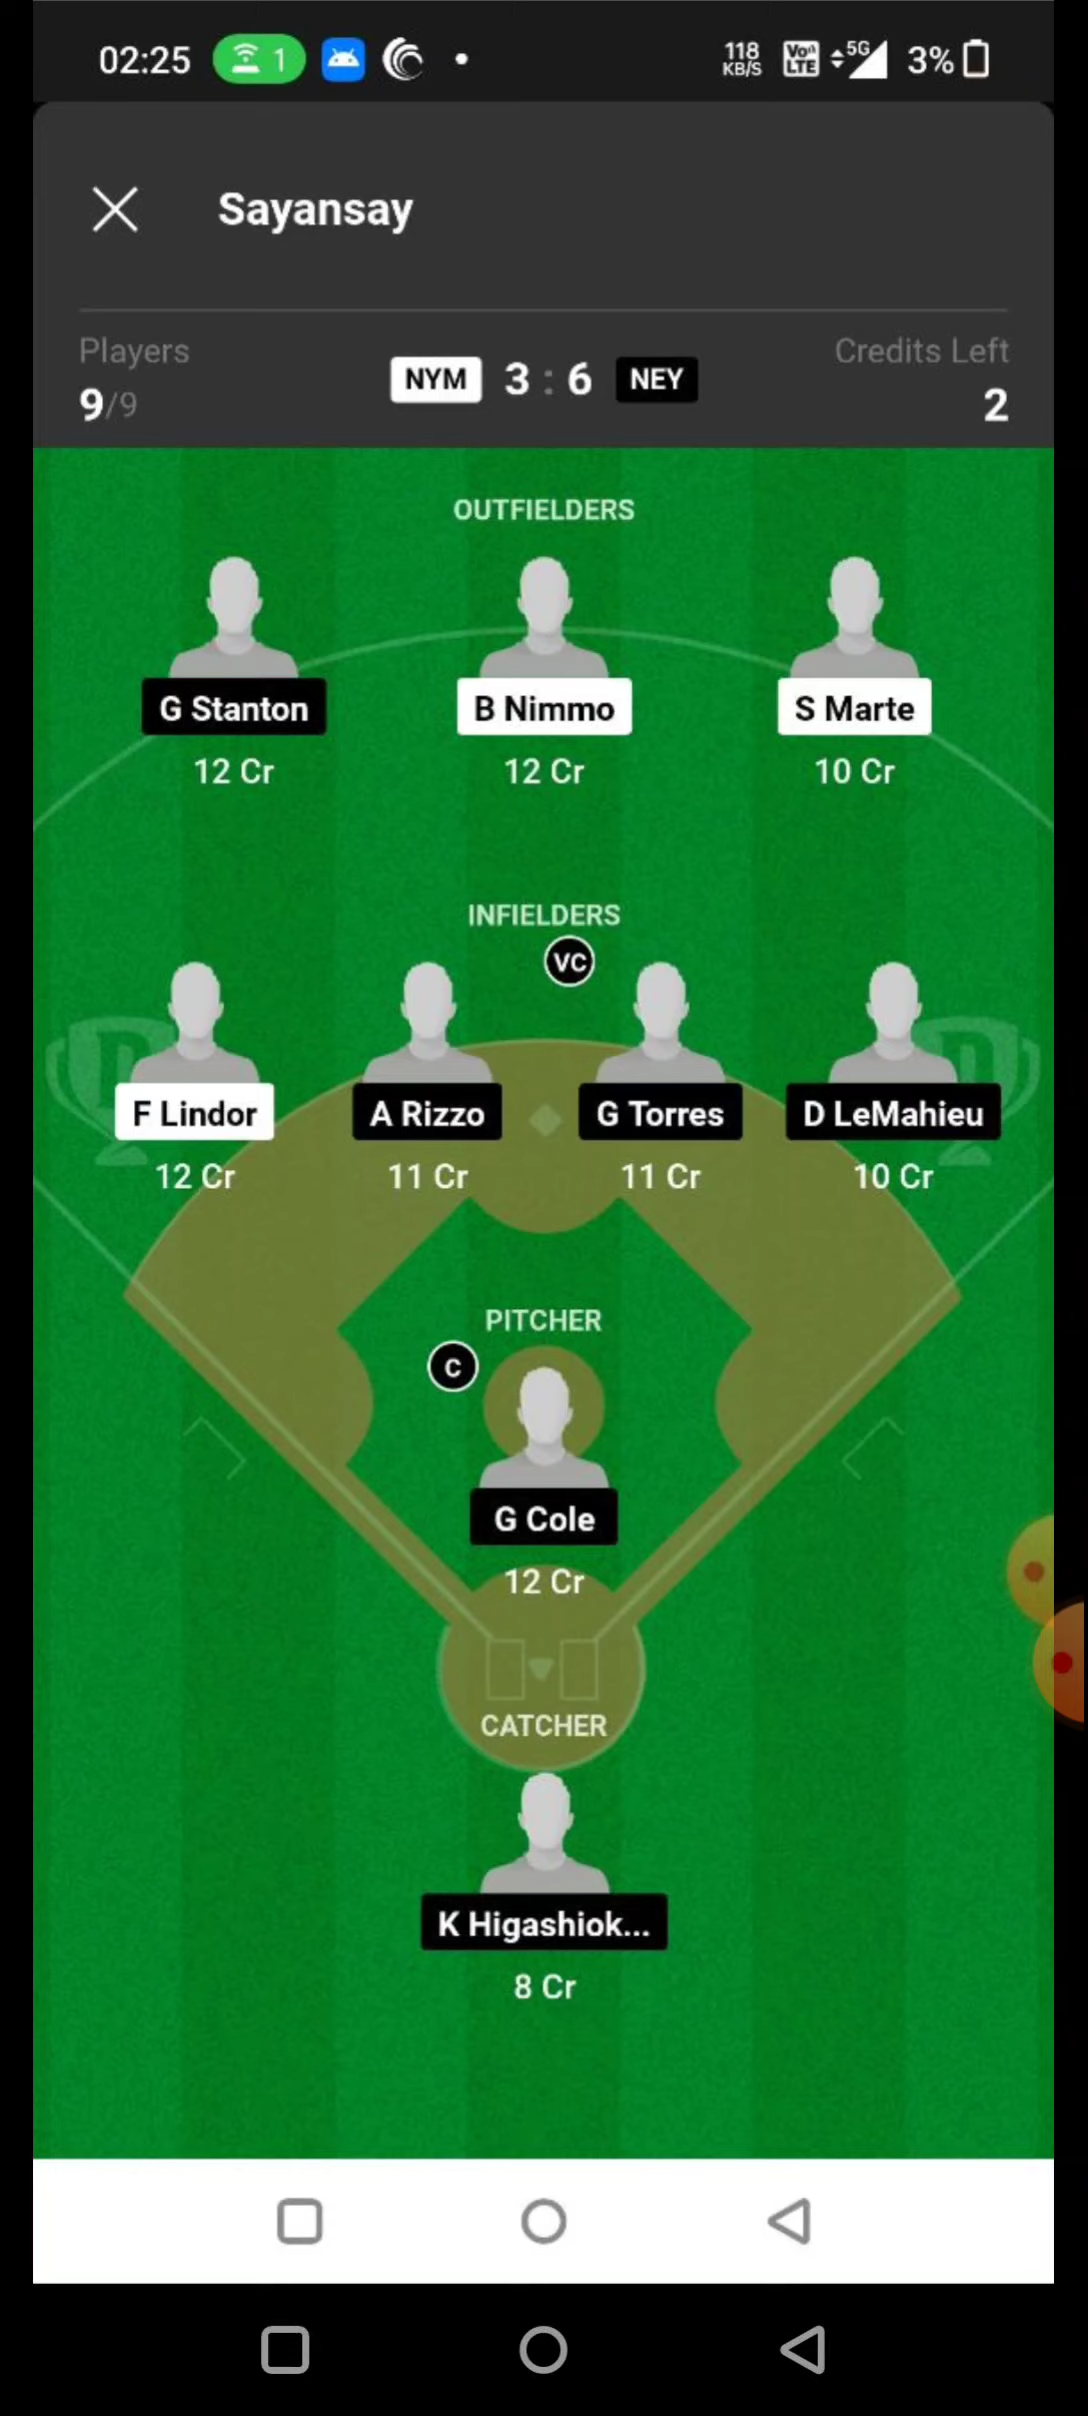 02:25 1 118 KB/S VoLTE 5G 3%
Sayansay
Players Credits Left
9/9 NYM 3 : 6 NEY 2
OUTFIELDERS
G Stanton B Nimmo S Marte
12 Cr 12 Cr 10 Cr
INFIELDERS
VC
F Lindor A Rizzo G Torres D LeMahieu
12 Cr 11 Cr 11 Cr 10 Cr
PITCHER
C
G Cole
12 Cr
CATCHER
K Higashiok...
8 Cr